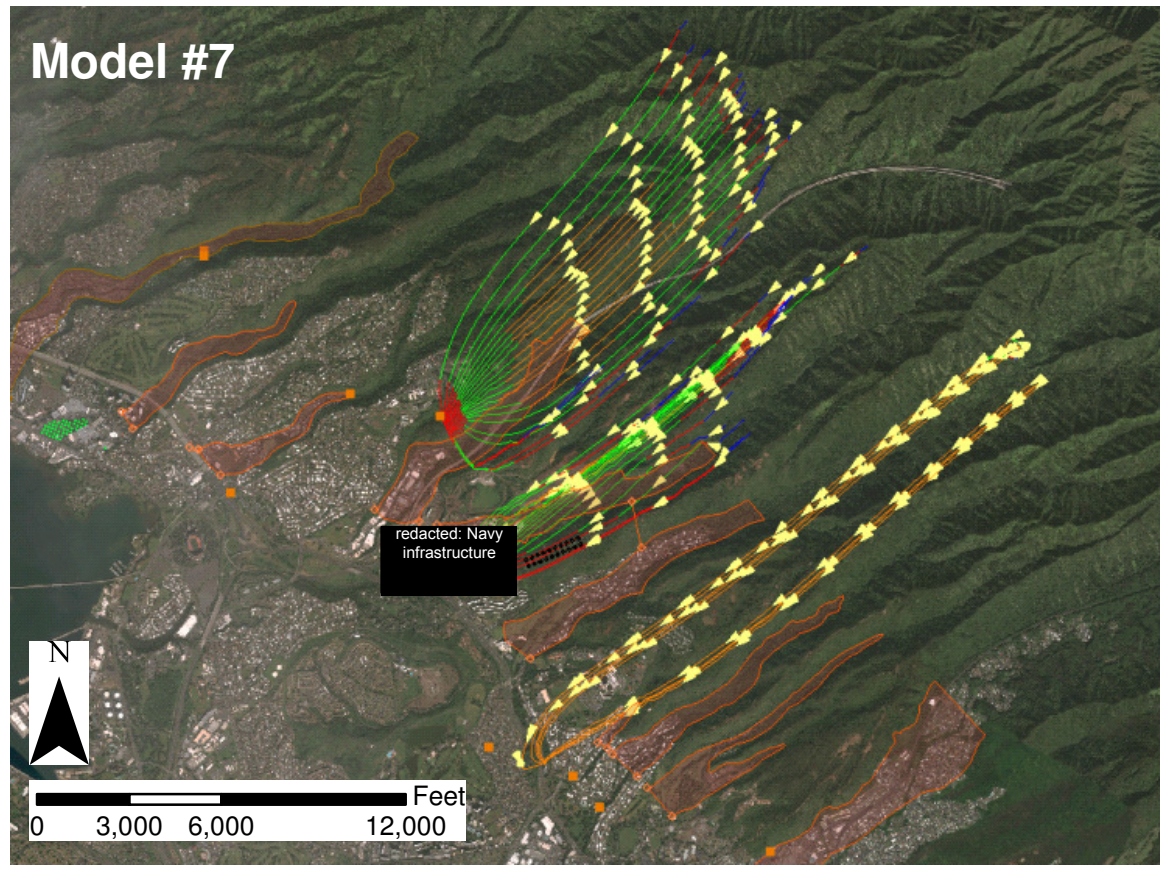 Model #7
redacted: Navy
infrastructure
N
Feet
0 3,000 6,000 12,000